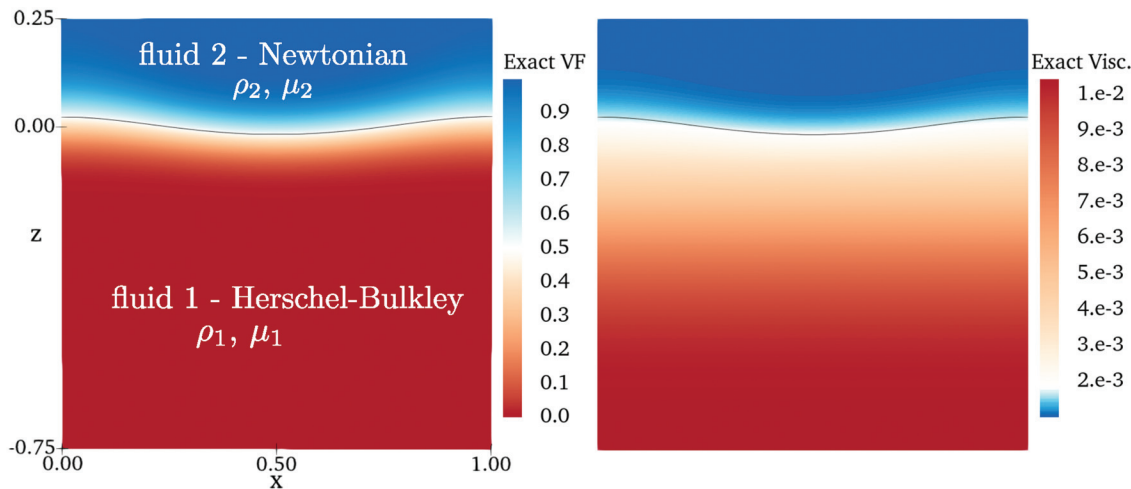 0.25
fluid 2 - Newtonian
ρ₂, μ₂
0.00
z
fluid 1 - Herschel-Bulkley
ρ₁, μ₁
-0.75
0.00
0.50
1.00
x
Exact VF
0.9
0.8
0.7
0.6
0.5
0.4
0.3
0.2
0.1
0.0
Exact Visc.
1.e-2
8.e-3
7.e-3
6.e-3
5.e-3
4.e-3
3.e-3
2.e-3